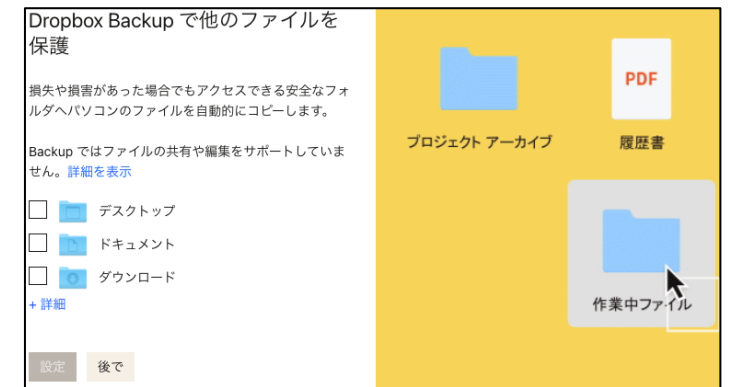 Dropbox Backup で他のファイルを
保護
損失や損害があった場合でもアクセスできる安全なフォ
ルダへパソコンのファイルを自動的にコピーします。
Backup ではファイルの共有や編集をサポートしていま
せん。詳細を表示
デスクトップ
ドキュメント
ダウンロード
+ 詳細
設定 後で
PDF
プロジェクト アーカイブ 履歴書
作業中ファイル